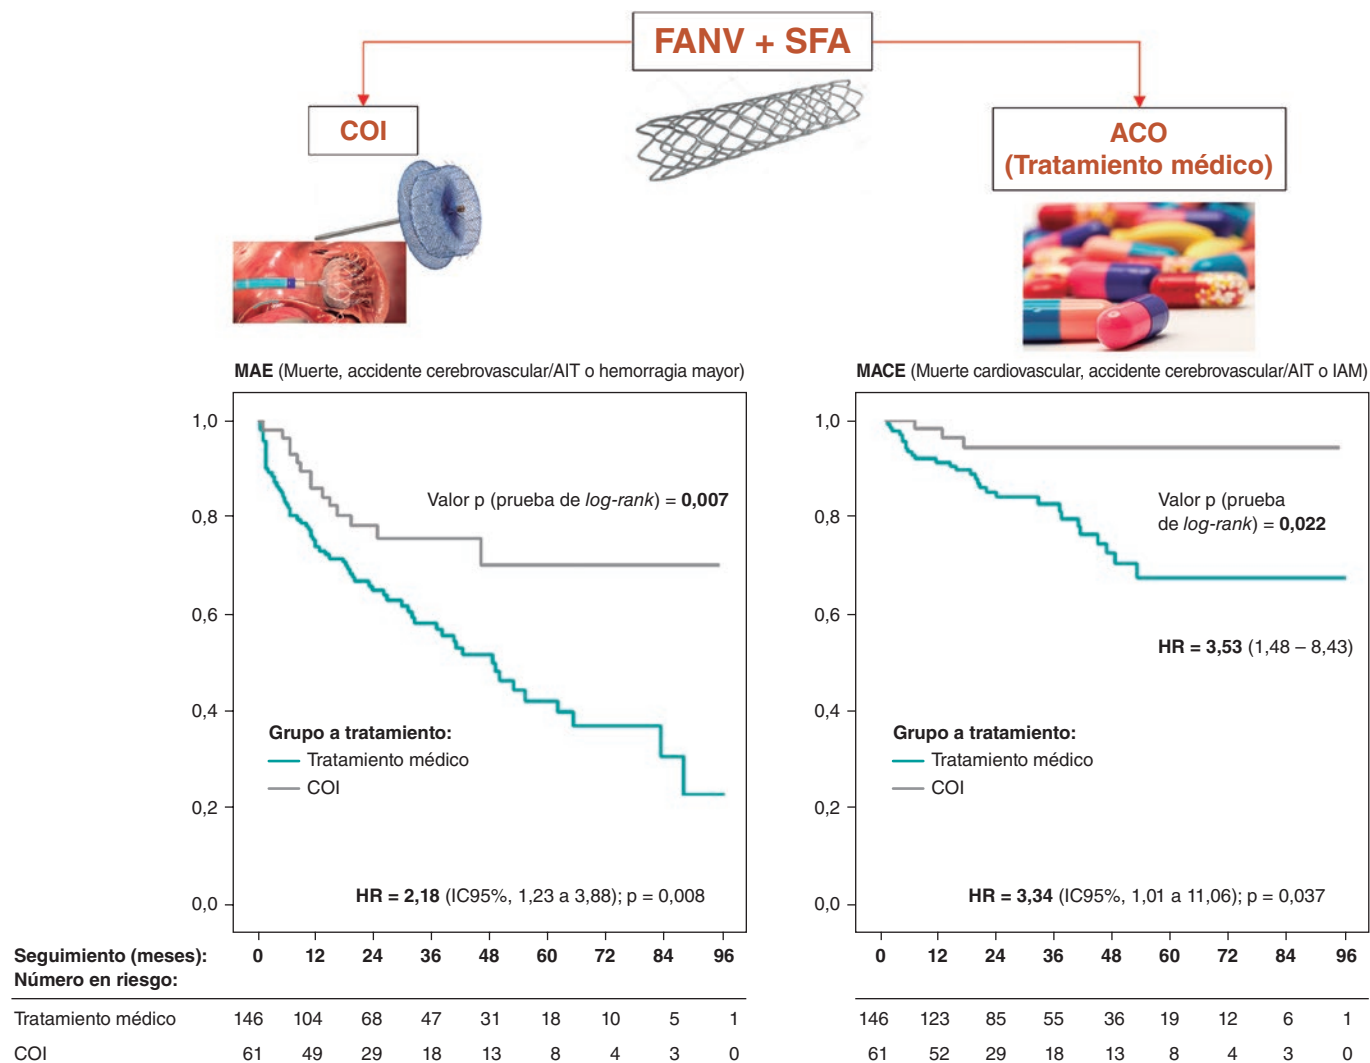 FANV + SFA
COI
ACO
(Tratamiento médico)
MAE (Muerte, accidente cerebrovascular/AIT o hemorragia mayor)
1,0
0,8
0,6
0,4
0,2
0,0
Valor p (prueba de log-rank) = 0,007
Grupo a tratamiento:
Tratamiento médico
COI
HR = 2,18 (IC95%, 1,23 a 3,88); p = 0,008
MACE (Muerte cardiovascular, accidente cerebrovascular/AIT o IAM)
1,0
0,8
0,6
0,4
0,2
0,0
Valor p (prueba
de log-rank) = 0,022
HR = 3,53 (1,48 – 8,43)
Grupo a tratamiento:
Tratamiento médico
COI
HR = 3,34 (IC95%, 1,01 a 11,06); p = 0,037
Seguimiento (meses): 0 12 24 36 48 60 72 84 96 0 12 24 36 48 60 72 84 96
Número en riesgo:
Tratamiento médico 146 104 68 47 31 18 10 5 1 146 123 85 55 36 19 12 6 1
COI 61 49 29 18 13 8 4 3 0 61 52 29 18 13 8 4 3 0